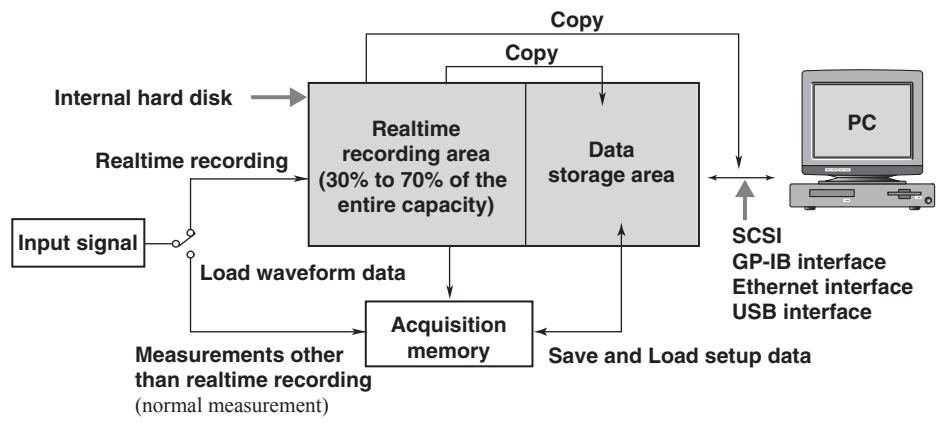 Copy
Copy
Internal hard disk
PC
Realtime
recording area
(30% to 70% of the
entire capacity)
Data
storage area
Realtime recording
Input signal
SCSI
GP-IB interface
Ethernet interface
USB interface
Load waveform data
Acquisition
memory
Measurements other
than realtime recording
(normal measurement)
Save and Load setup data